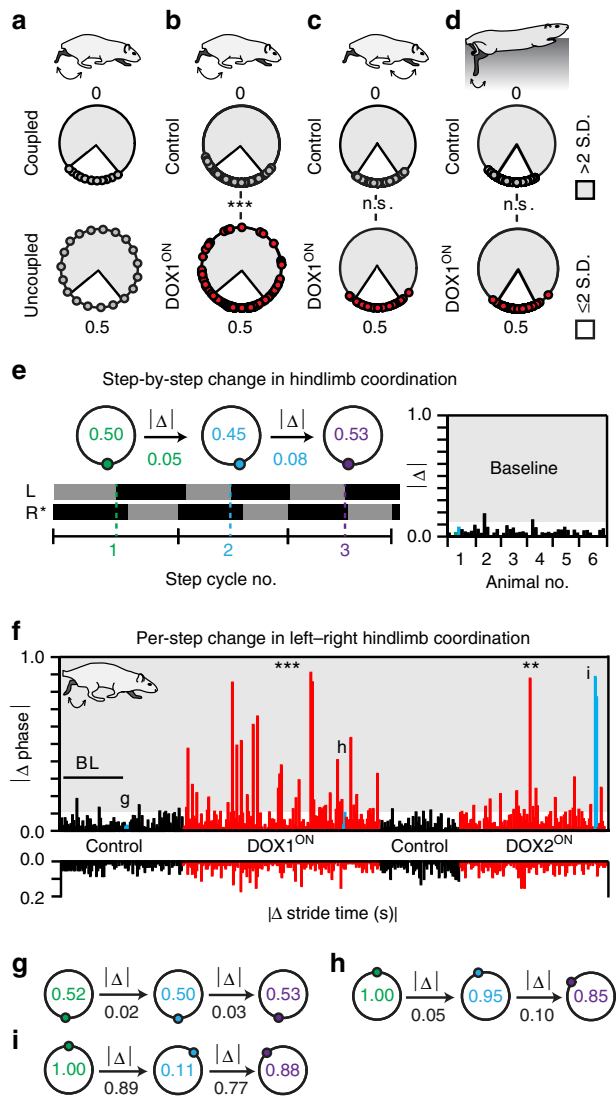 a b c d
0 0 0 0
Coupled Control Control Control
>2 S.D.
*** n.s. n.s.
Uncoupled DOX1ON DOX1ON DOX1ON
≤2 S.D.
0.5 0.5 0.5 0.5
e
Step-by-step change in hindlimb coordination
0.50 |Δ| 0.45 |Δ| 0.53
0.05 0.08
L
R*
1 2 3
Step cycle no.
1.0
|Δ|
Baseline
0.0
1 2 3 4 5 6
Animal no.
f
Per-step change in left–right hindlimb coordination
1.0
|Δ phase|
*** **
i
h
BL
g
0.0
Control DOX1ON Control DOX2ON
0.0
0.2
|Δ stride time (s)|
g
0.52 |Δ| 0.50 |Δ| 0.53
0.02 0.03
h
1.00 |Δ| 0.95 |Δ| 0.85
0.05 0.10
i
1.00 |Δ| 0.11 |Δ| 0.88
0.89 0.77